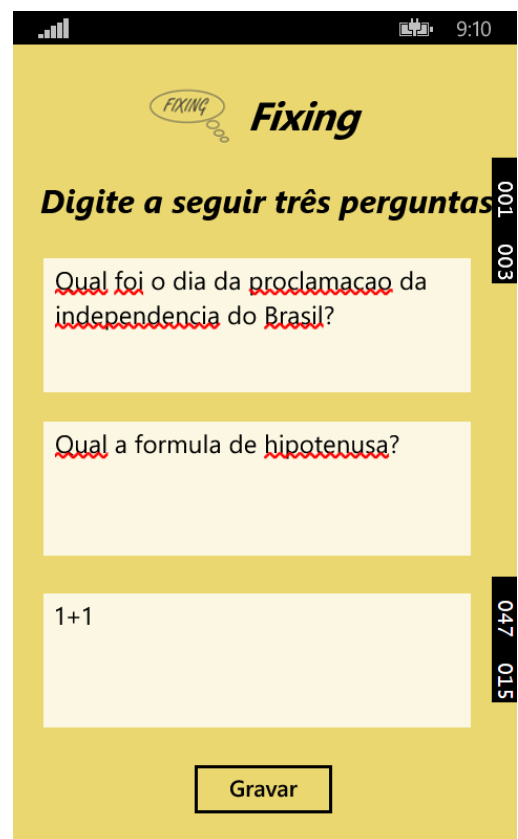 9:10
FIXING
Fixing
Digite a seguir três perguntas
001 003
Qual foi o dia da proclamacao da
independencia do Brasil?
Qual a formula de hipotenusa?
1+1
047 015
Gravar